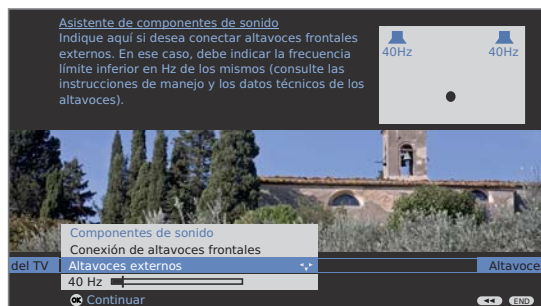 Asistente de componentes de sonido
Indique aquí si desea conectar altavoces frontales
externos. En ese caso, debe indicar la frecuencia
límite inferior en Hz de los mismos (consulte las
instrucciones de manejo y los datos técnicos de los
altavoces).
40Hz 40Hz
Componentes de sonido
Conexión de altavoces frontales
del TV Altavoces externos Altavoce
40 Hz
OK Continuar
END